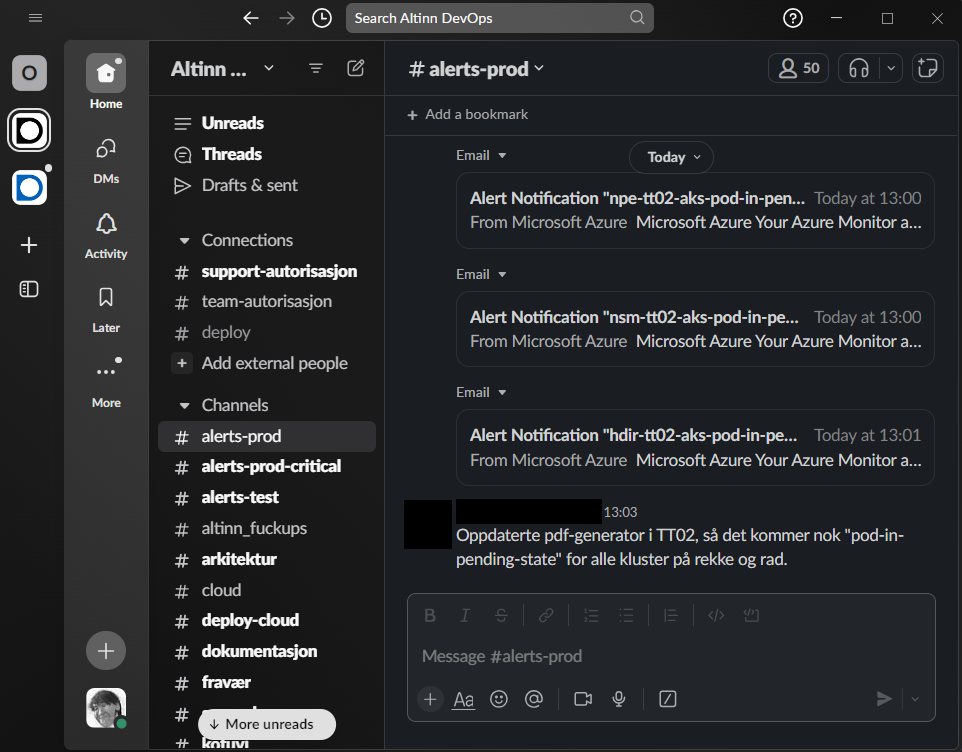 Search Altinn DevOps
O
Home
DMs
Activity
Later
More
Altinn ...
Unreads
Threads
Drafts & sent
Connections
# support-autorisasjon
# team-autorisasjon
# deploy
+ Add external people
Channels
# alerts-prod
# alerts-prod-critical
# alerts-test
# altinn_fuckups
# arkitektur
# cloud
# deploy-cloud
# dokumentasjon
# fravær
#
↓ More unreads
# kotuvi
# alerts-prod
50
+ Add a bookmark
Today
Email
Alert Notification "npe-tt02-aks-pod-in-pen... Today at 13:00
From Microsoft Azure Microsoft Azure Your Azure Monitor a...
Email
Alert Notification "nsm-tt02-aks-pod-in-pe... Today at 13:00
From Microsoft Azure Microsoft Azure Your Azure Monitor a...
Email
Alert Notification "hdir-tt02-aks-pod-in-pe... Today at 13:01
From Microsoft Azure Microsoft Azure Your Azure Monitor a...
13:03
Oppdaterte pdf-generator i TT02, så det kommer nok "pod-in-
pending-state" for alle kluster på rekke og rad.
B I S
Message #alerts-prod
+ Aa @